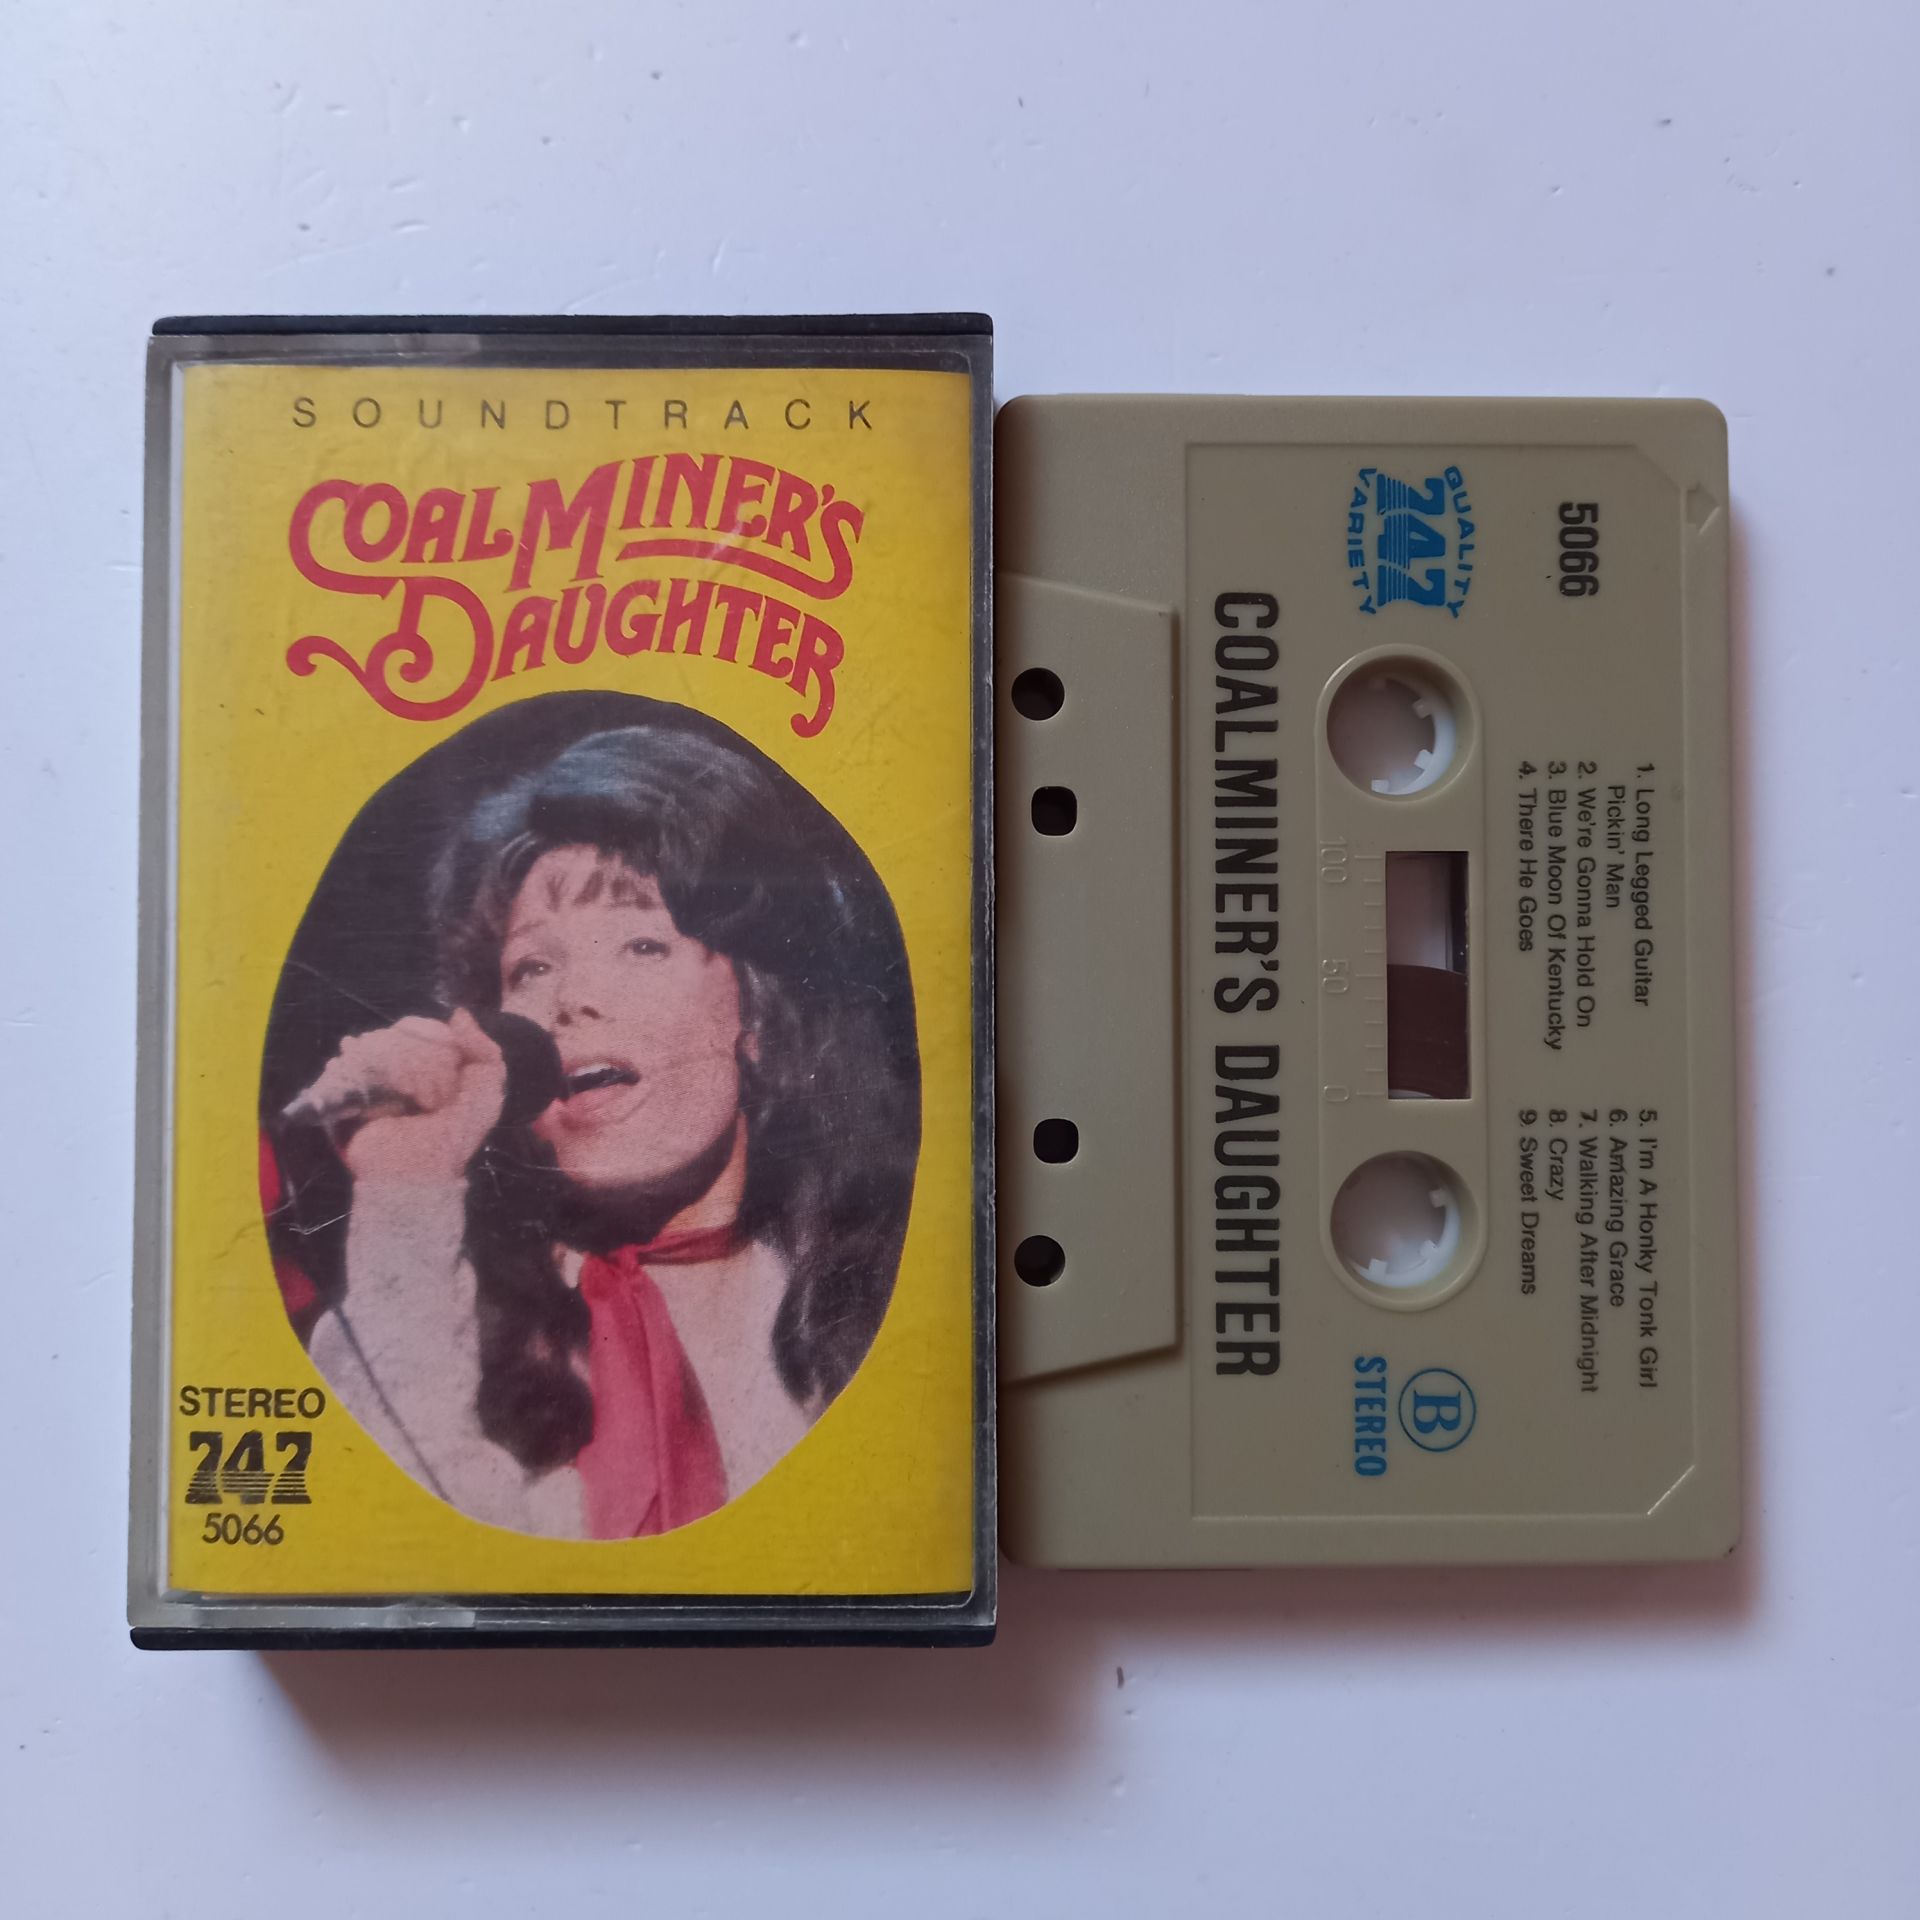 SOUNDTRACK
COALMINER'S
DAUGHTER
STEREO
747
5066
5066
QUALITY
747
VARIETY
1. Long Legged Guitar
Pickin' Man
2. We're Gonna Hold On
3. Blue Moon Of Kentucky
4. There He Goes
5. I'm A Honky Tonk Girl
6. Amazing Grace
7. Walking After Midnight
8. Crazy
9. Sweet Dreams
B
STEREO
100 50 0
COALMINER'S DAUGHTER